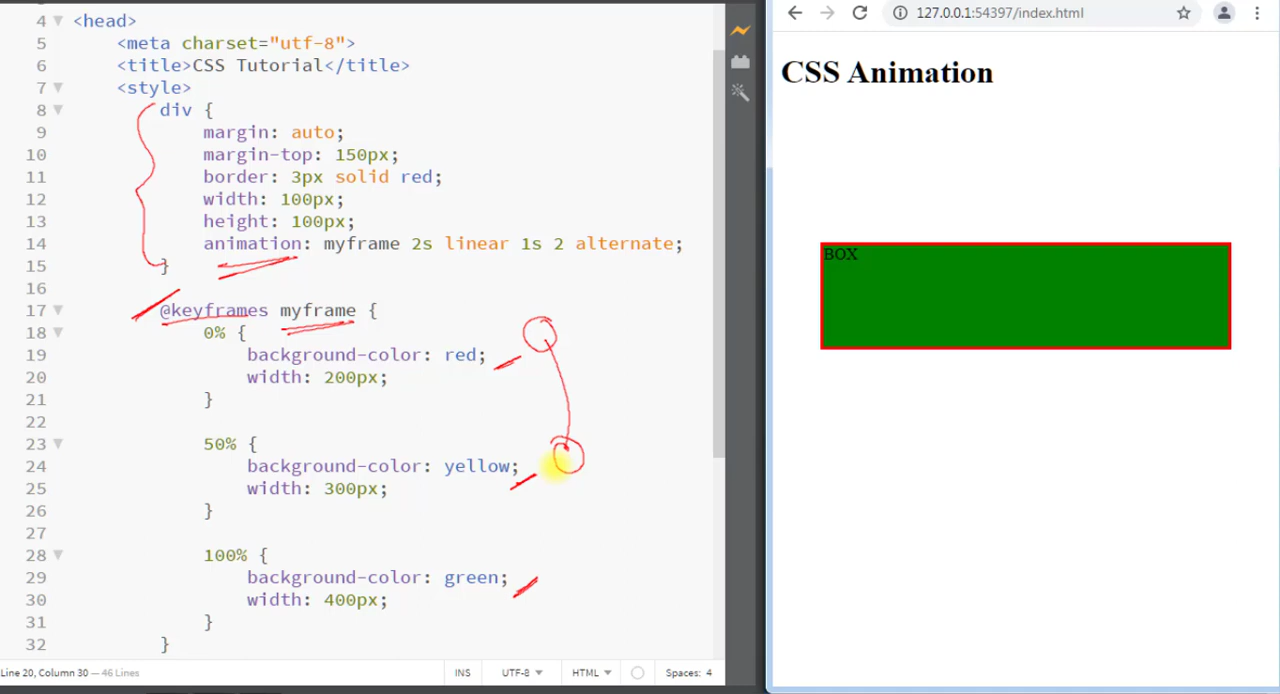 4 <head>
5 <meta charset="utf-8">
6 <title>CSS Tutorial</title>
7 <style>
8 div {
9 margin: auto;
10 margin-top: 150px;
11 border: 3px solid red;
12 width: 100px;
13 height: 100px;
14 animation: myframe 2s linear 1s 2 alternate;
15 }
16
17 @keyframes myframe {
18 0% {
19 background-color: red;
20 width: 200px;
21 }
22
23 50% {
24 background-color: yellow;
25 width: 300px;
26 }
27
28 100% {
29 background-color: green;
30 width: 400px;
31 }
32 }
Line 20, Column 30 — 46 Lines
INS UTF-8 HTML Spaces: 4
127.0.0.1:54397/index.html
CSS Animation
BOX